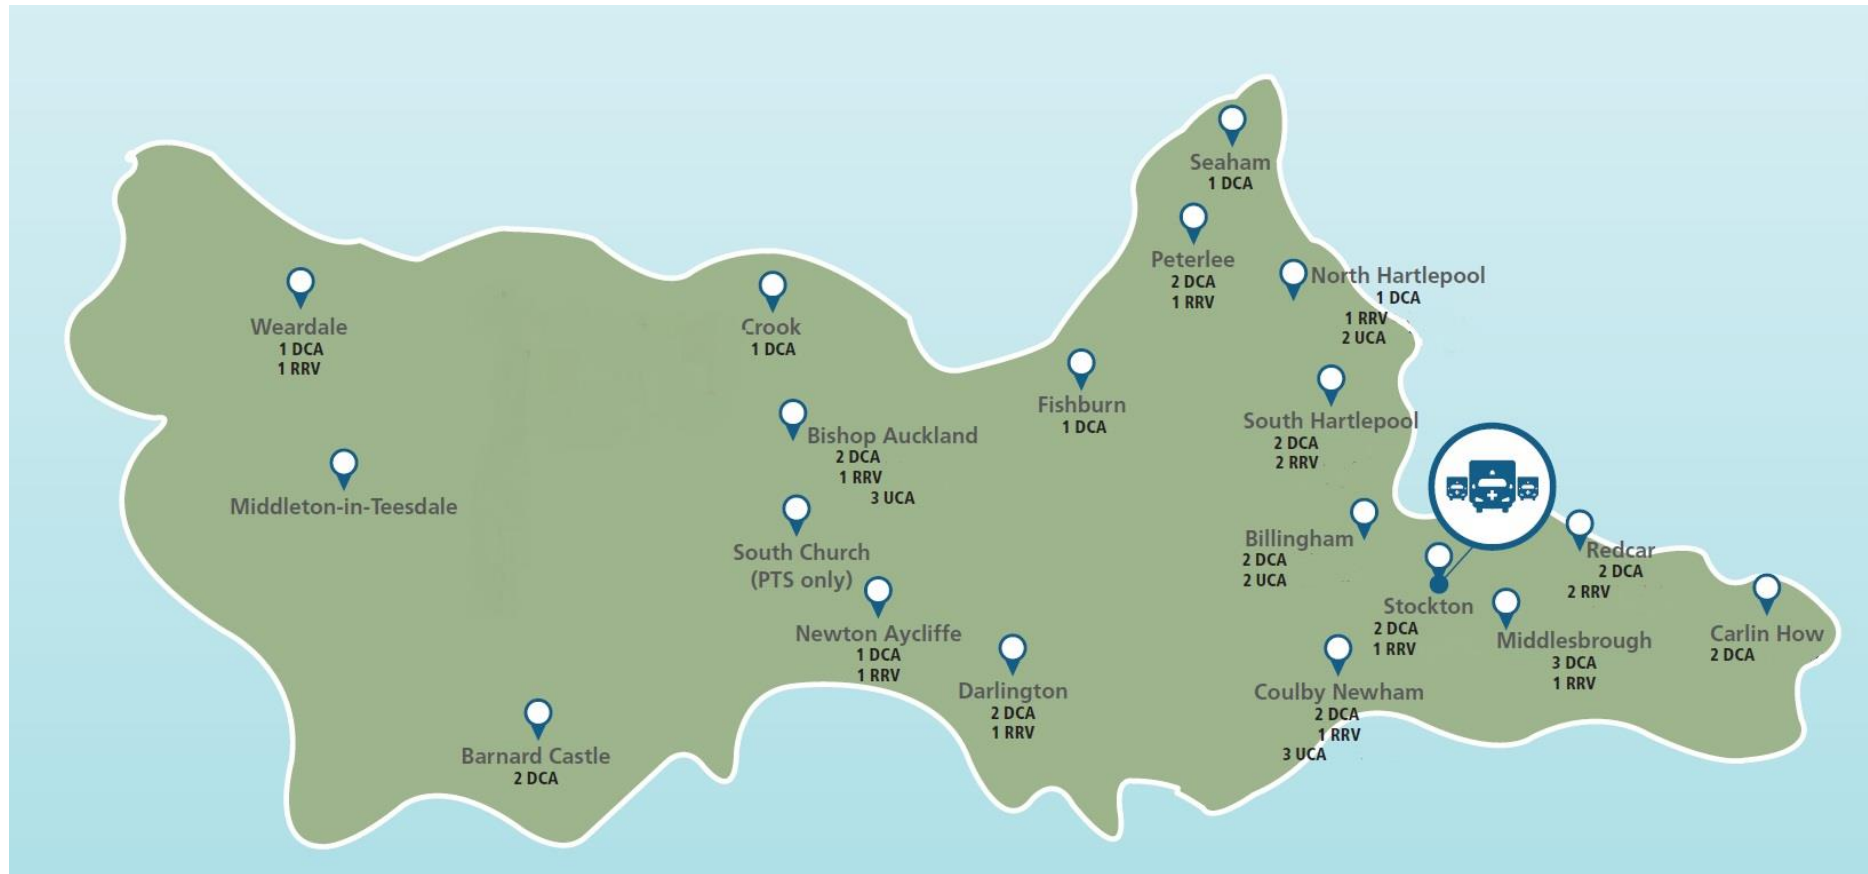 Seaham
1 DCA
Peterlee
2 DCA
1 RRV
North Hartlepool
1 DCA
1 RRV
2 UCA
Weardale
1 DCA
1 RRV
Crook
1 DCA
Fishburn
1 DCA
South Hartlepool
2 DCA
2 RRV
Bishop Auckland
2 DCA
1 RRV
3 UCA
Middleton-in-Teesdale
South Church
(PTS only)
Billingham
2 DCA
2 UCA
Redcar
2 DCA
2 RRV
Stockton
2 DCA
1 RRV
Newton Aycliffe
1 DCA
1 RRV
Middlesbrough
3 DCA
1 RRV
Carlin How
2 DCA
Darlington
2 DCA
1 RRV
Coulby Newham
2 DCA
1 RRV
3 UCA
Barnard Castle
2 DCA